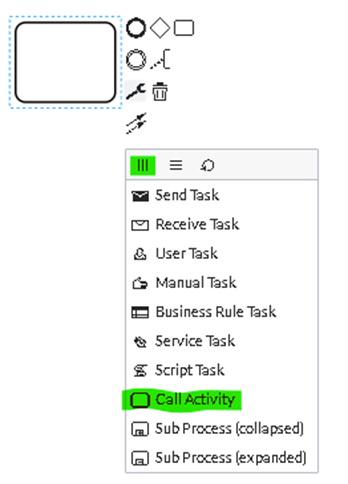 Send Task
Receive Task
User Task
Manual Task
Business Rule Task
Service Task
Script Task
Call Activity
Sub Process (collapsed)
Sub Process (expanded)